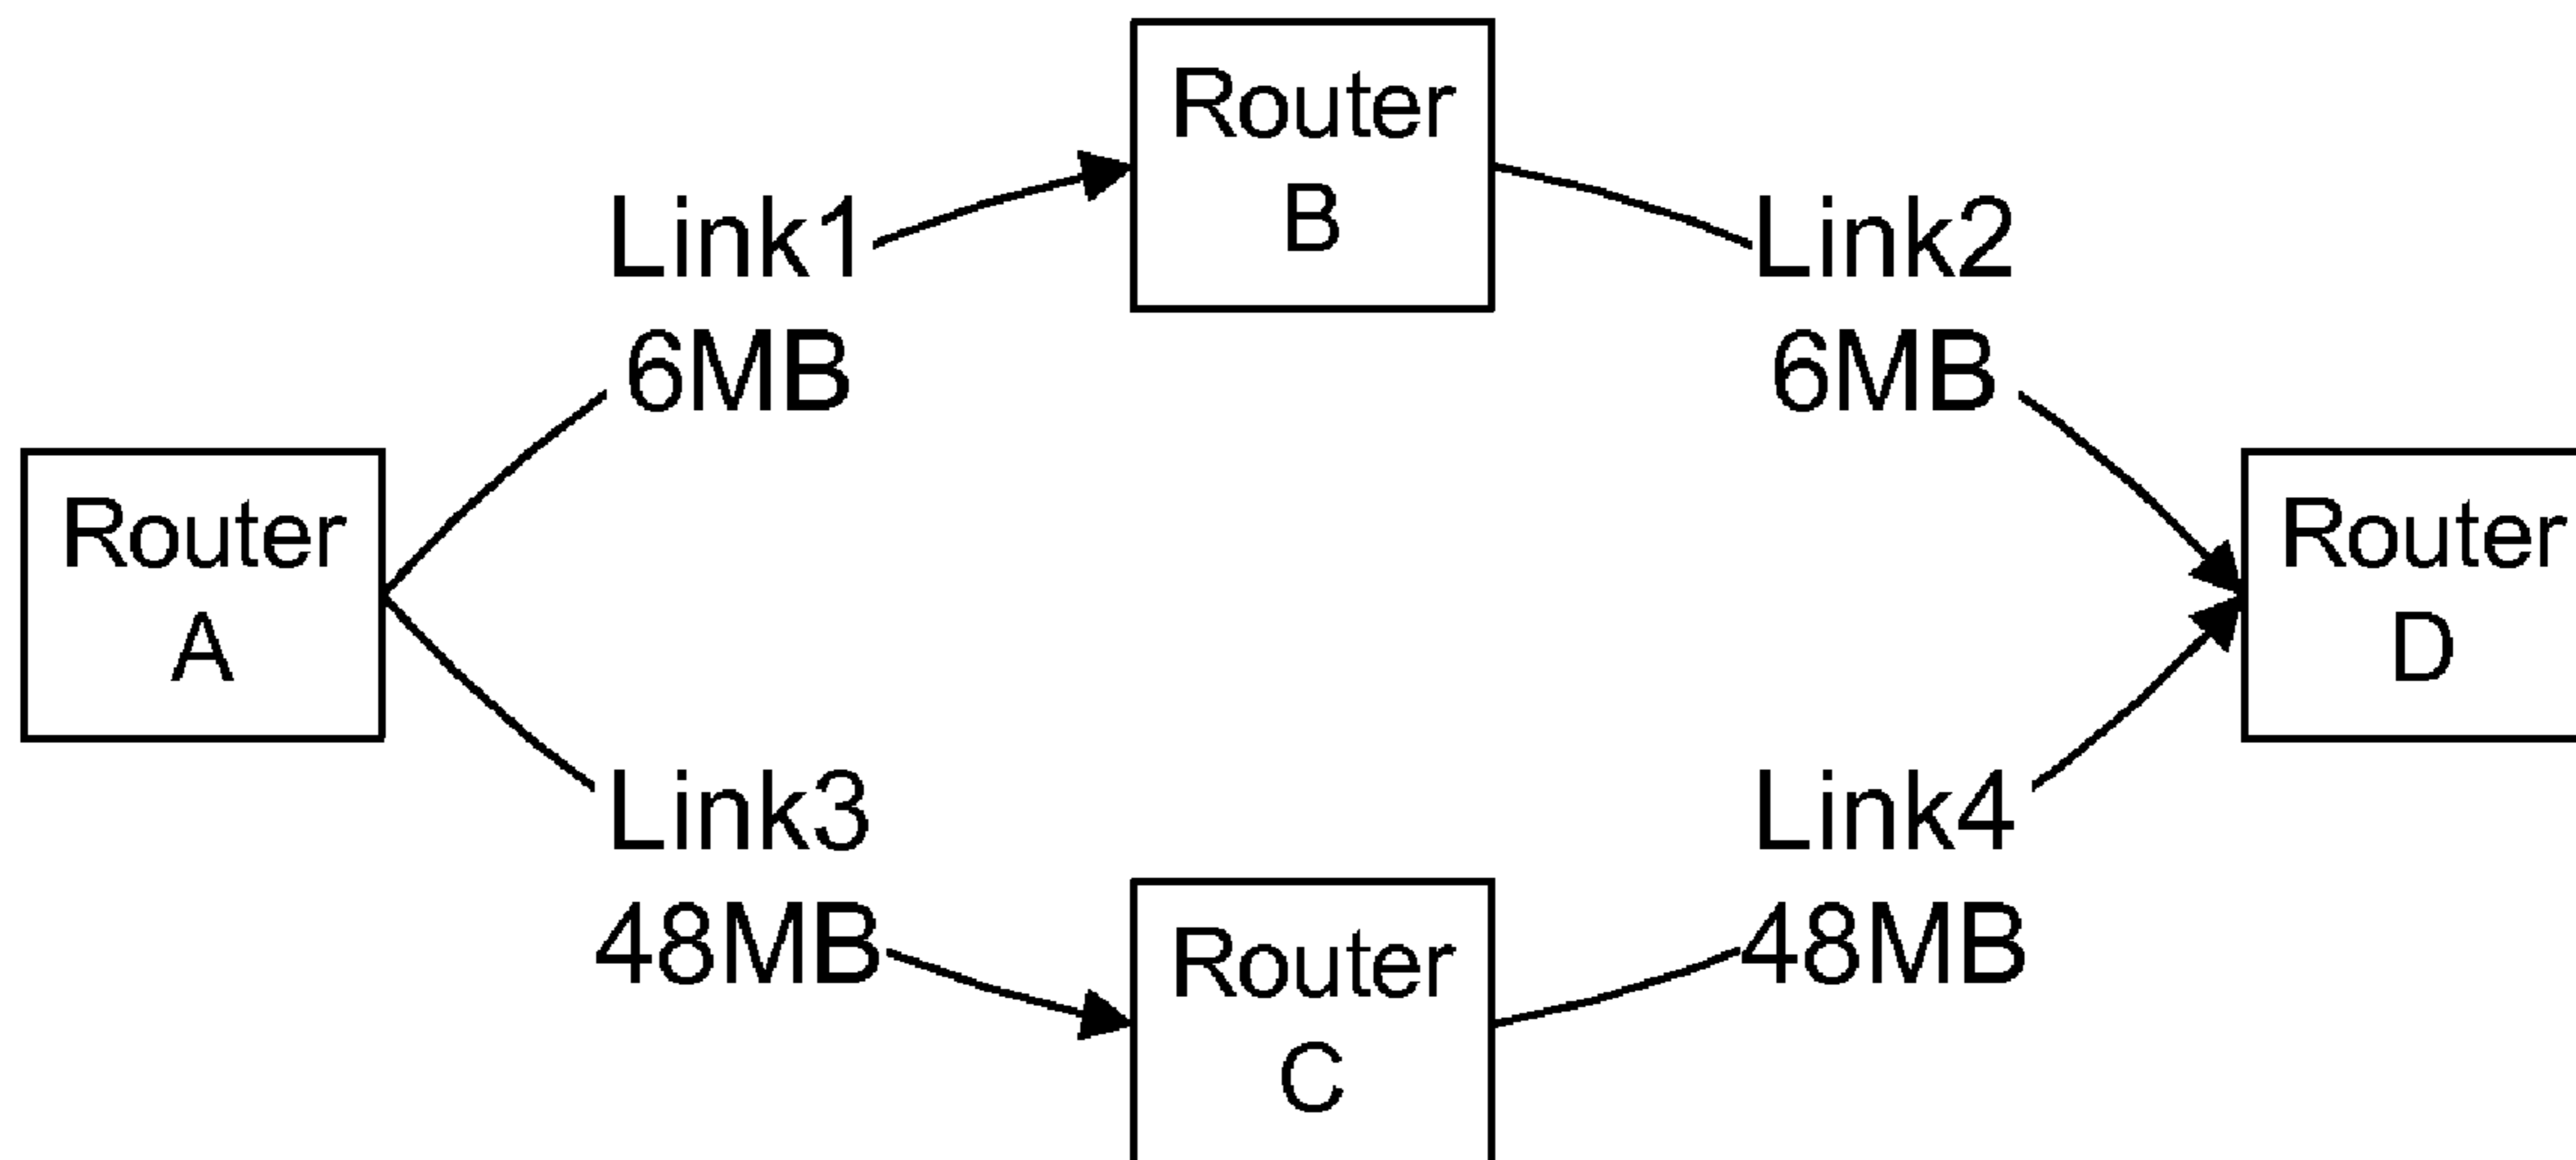 Router
B
Link1
6MB
Link2
6MB
Router
A
Router
D
Link3
48MB
Link4
48MB
Router
C